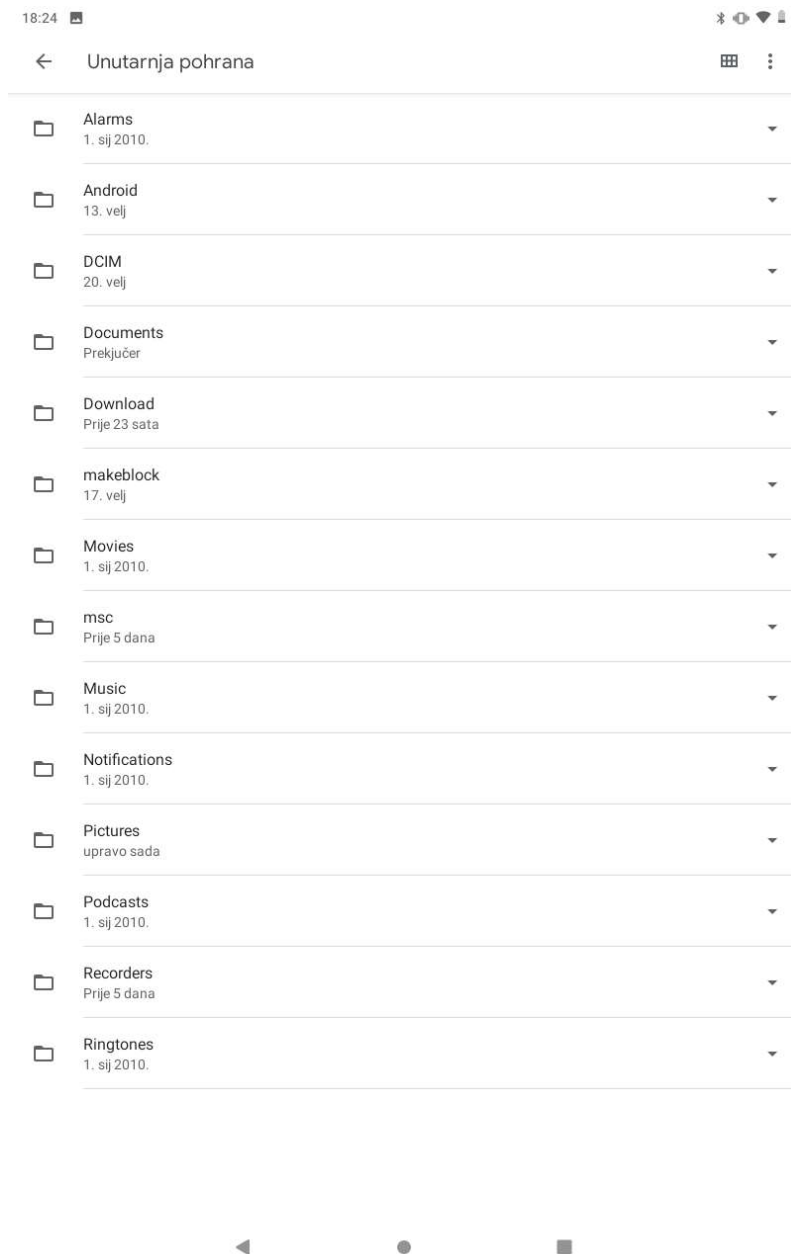 18:24
Unutarnja pohrana
Alarms
1. sij 2010.
Android
13. velj
DCIM
20. velj
Documents
Prekjučer
Download
Prije 23 sata
makeblock
17. velj
Movies
1. sij 2010.
msc
Prije 5 dana
Music
1. sij 2010.
Notifications
1. sij 2010.
Pictures
upravo sada
Podcasts
1. sij 2010.
Recorders
Prije 5 dana
Ringtones
1. sij 2010.